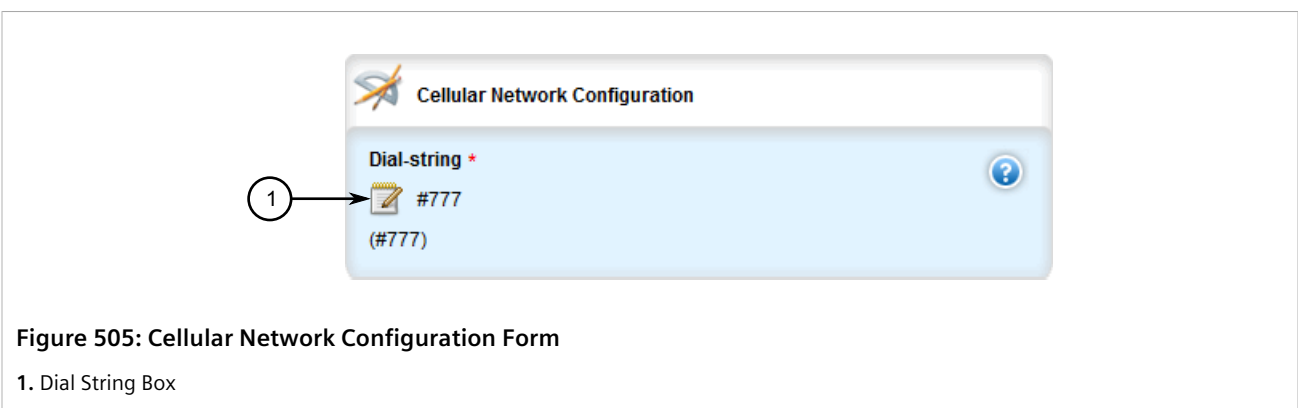 Cellular Network Configuration
Dial-string *
?
1
#777
(#777)
Figure 505: Cellular Network Configuration Form
1. Dial String Box